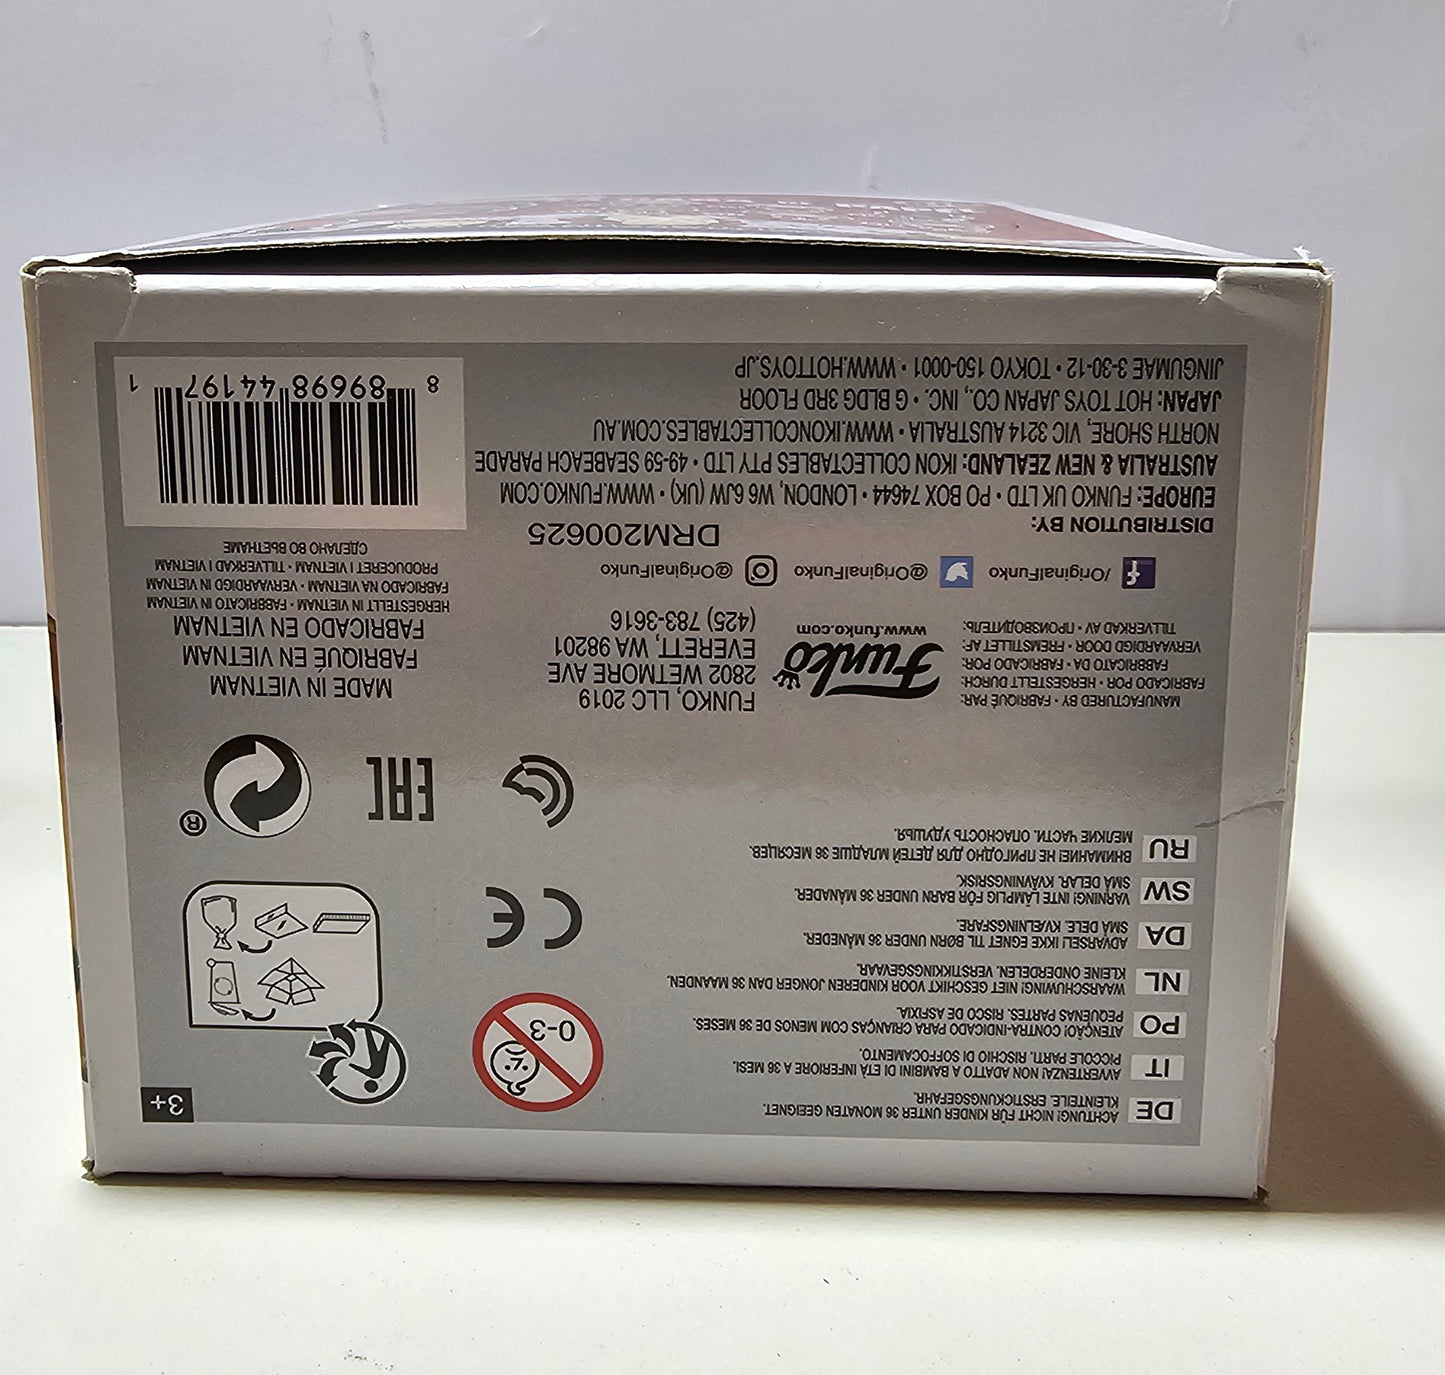 3+
DE
ACHTUNG! NICHT FÜR KINDER UNTER 36 MONATEN GEEIGNET.
KLEINTEILE. ERSTICKUNGSGEFAHR.
IT
AVVERTENZA! NON ADATTO A BAMBINI DI ETÀ INFERIORE A 36 MESI.
PICCOLE PARTI. RISCHIO DI SOFFOCAMENTO.
PO
ATENÇÃO! CONTRA-INDICADO PARA CRIANÇAS COM MENOS DE 36 MESES.
PEQUENAS PARTES. RISCO DE ASFIXIA.
NL
WAARSCHUWING! NIET GESCHIKT VOOR KINDEREN JONGER DAN 36 MAANDEN.
KLEINE ONDERDELEN. VERSTIKKINGSGEVAAR.
DA
ADVARSEL! IKKE EGNET TIL BØRN UNDER 36 MÅNEDER.
SMÅ DELE. KVÆLNINGSFARE.
SW
VARNING! INTE LÄMPLIG FÖR BARN UNDER 36 MÅNADER.
SMÅ DELAR. KVÄVNINGSRISK.
RU
ВНИМАНИЕ! НЕ ПРИГОДНО ДЛЯ ДЕТЕЙ МЛАДШЕ 36 МЕСЯЦЕВ.
МЕЛКИЕ ЧАСТИ. ОПАСНОСТЬ УДУШЬЯ.
0-3
CE
EAC
®
MANUFACTURED BY • FABRIQUÉ PAR:
FABRICADO POR • HERGESTELLT DURCH:
FABBRICATO DA • FABRICADO POR:
VERVAARDIGD DOOR • FREMSTILLET AF:
TILLVERKAD AV • ПРОИЗВОДИТЕЛЬ:
Funko
www.funko.com
FUNKO, LLC 2019
2802 WETMORE AVE
EVERETT, WA 98201
(425) 783-3616
MADE IN VIETNAM
FABRIQUÉ EN VIETNAM
FABRICADO EN VIETNAM
HERGESTELLT IN VIETNAM • FABBRICATO IN VIETNAM
FABRICADO NA VIETNAM • VERVAARDIGD IN VIETNAM
PRODUCERET I VIETNAM • TILLVERKAD I VIETNAM
СДЕЛАНО ВО ВЬЕТНАМЕ
/OriginalFunko
@OriginalFunko
@OriginalFunko
DISTRIBUTION BY:
DRM200625
EUROPE: FUNKO UK LTD • PO BOX 74644 • LONDON, W6 6JW (UK) • WWW.FUNKO.COM
AUSTRALIA & NEW ZEALAND: IKON COLLECTABLES PTY LTD • 49-59 SEABEACH PARADE
NORTH SHORE, VIC 3214 AUSTRALIA • WWW.IKONCOLLECTABLES.COM.AU
JAPAN: HOT TOYS JAPAN CO., INC. • G BLDG 3RD FLOOR
JINGUMAE 3-30-12 • TOKYO 150-0001 • WWW.HOTTOYS.JP
8 89698 44197 1